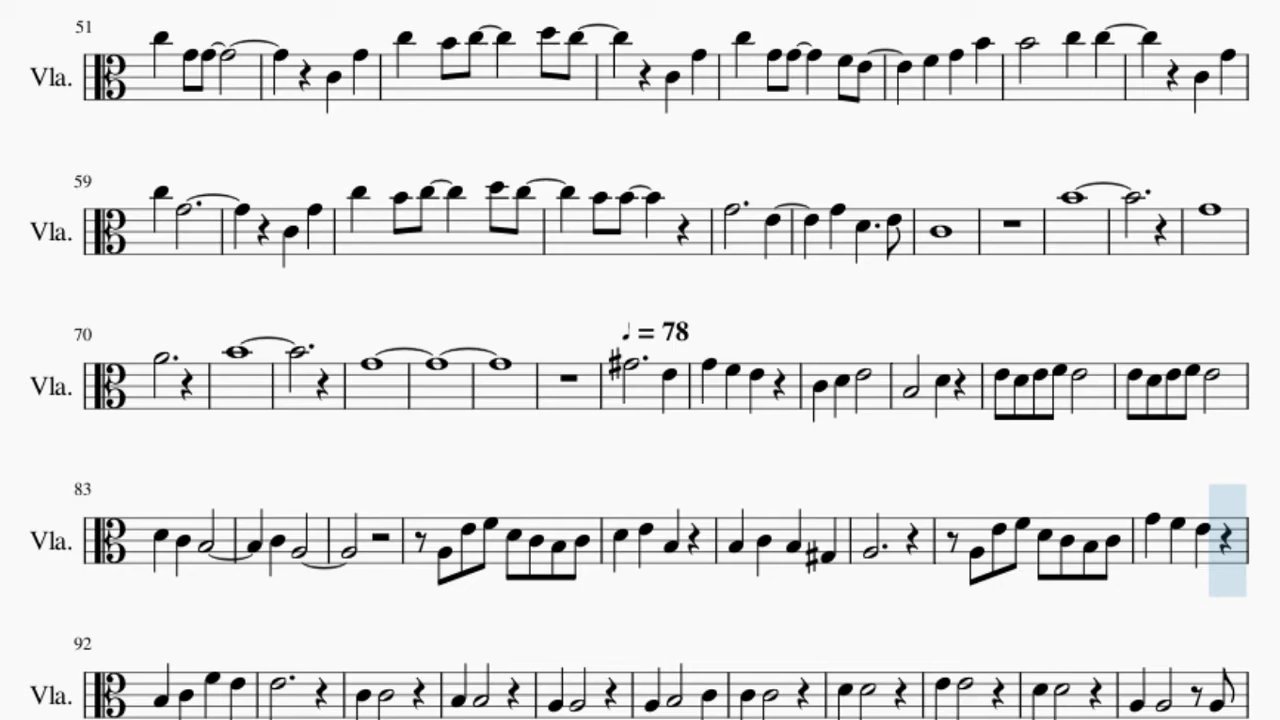 51
Vla.
59
Vla.
70
♩ = 78
Vla.
83
Vla.
92
Vla.